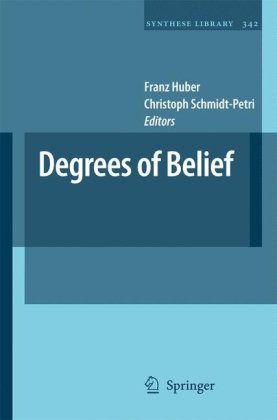 SYNTHESE LIBRARY 342
Franz Huber
Christoph Schmidt-Petri
Editors
Degrees of Belief
Springer